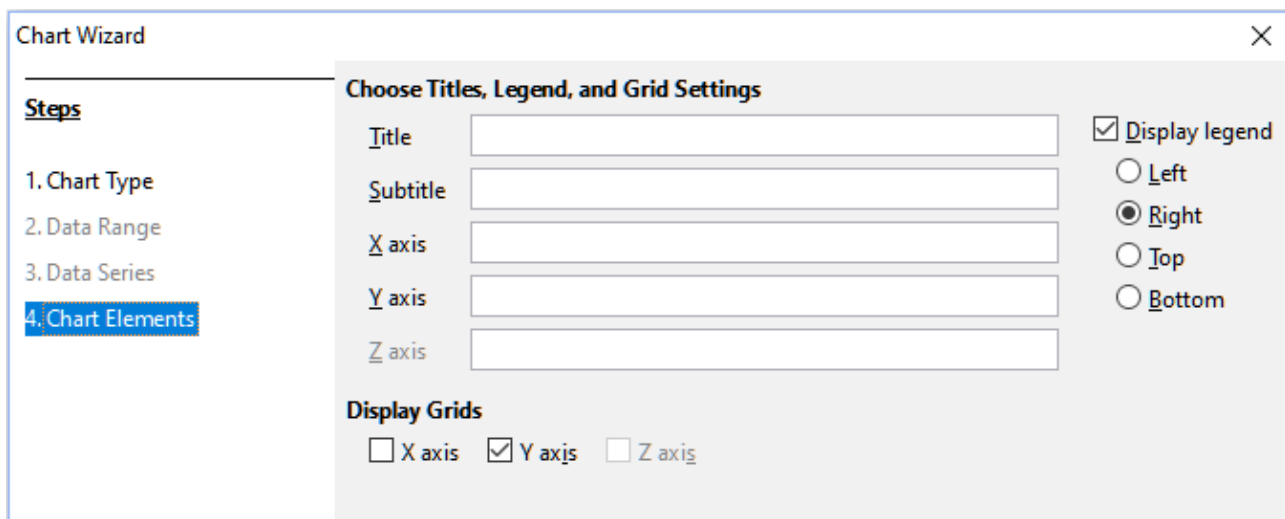 Chart Wizard
Steps
1. Chart Type
2. Data Range
3. Data Series
4. Chart Elements
Choose Titles, Legend, and Grid Settings
Title
Subtitle
X axis
Y axis
Z axis
Display legend
Left
Right
Top
Bottom
Display Grids
X axis Y axis Z axis